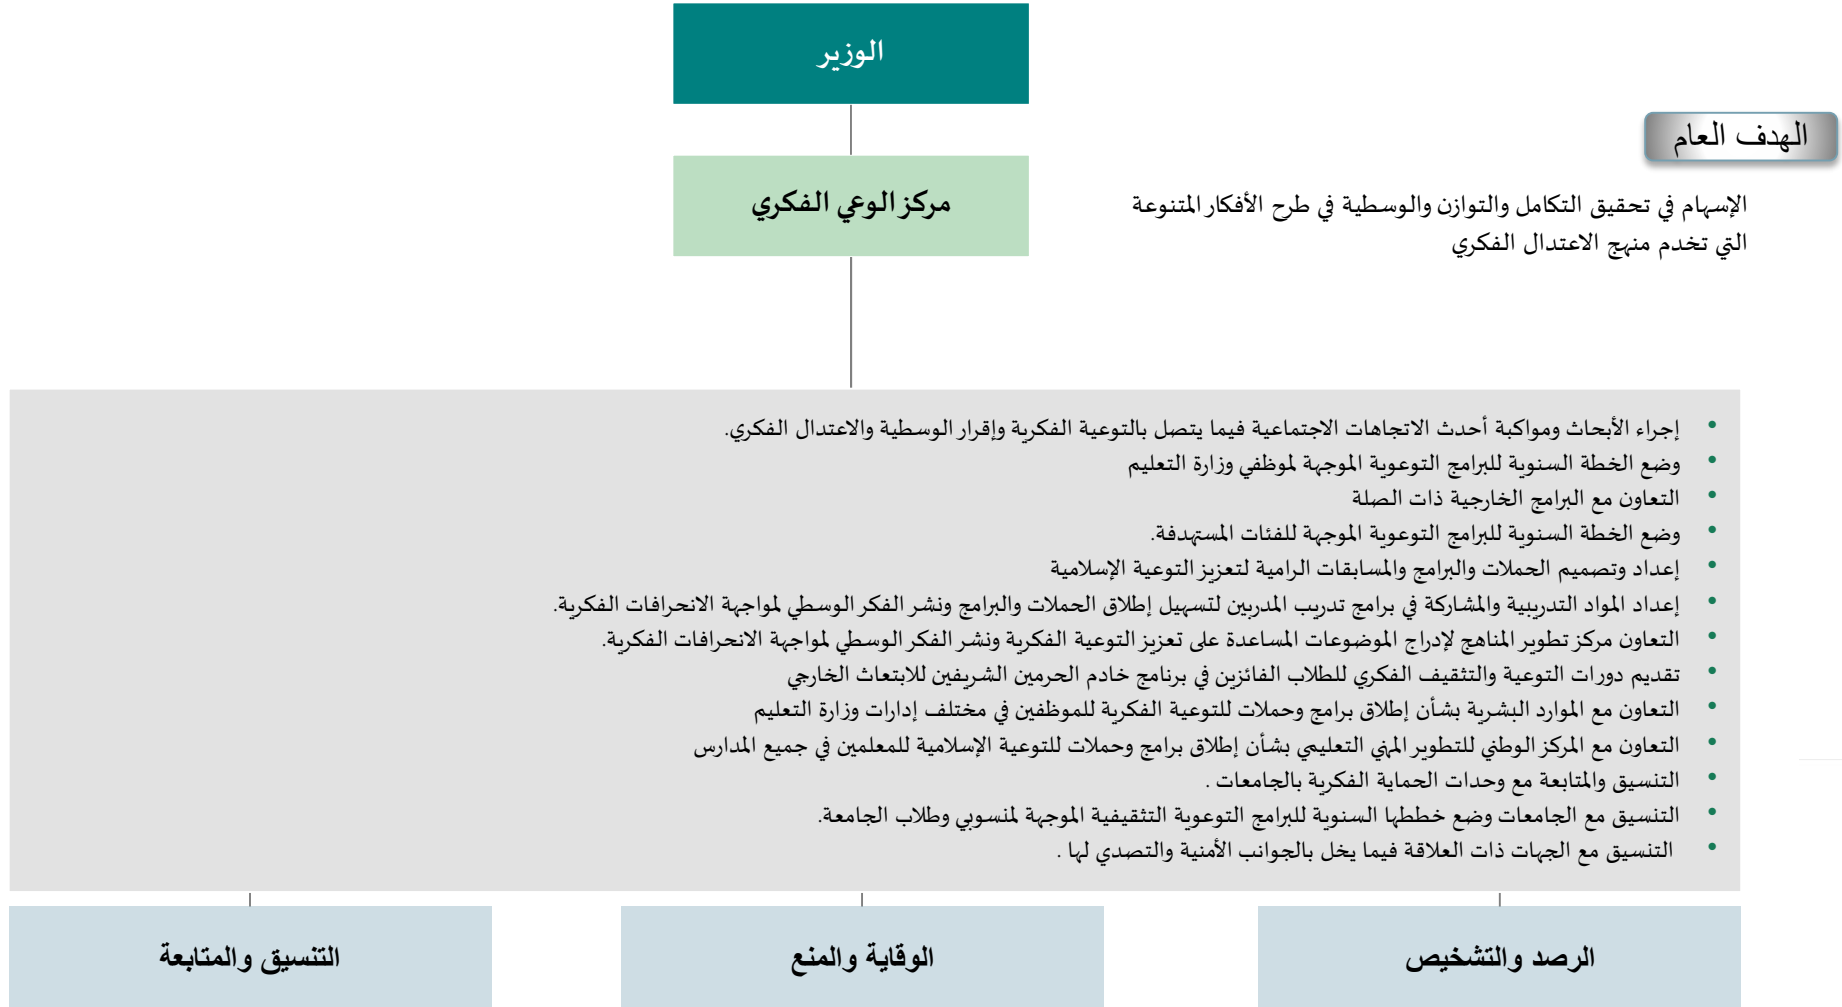 الوزير
الهدف العام
مركز الوعي الفكري
الإسهام في تحقيق التكامل والتوازن والوسطية في طرح الأفكار المتنوعة
التي تخدم منهج الاعتدال الفكري
• إجراء الأبحاث ومواكبة أحدث الاتجاهات الاجتماعية فيما يتصل بالتوعية الفكرية وإقرار الوسطية والاعتدال الفكري.
• وضع الخطة السنوية للبرامج التوعوية الموجهة لموظفي وزارة التعليم
• التعاون مع البرامج الخارجية ذات الصلة
• وضع الخطة السنوية للبرامج التوعوية الموجهة للفئات المستهدفة.
• إعداد وتصميم الحملات والبرامج والمسابقات الرامية لتعزيز التوعية الإسلامية
• إعداد المواد التدريبية والمشاركة في برامج تدريب المدربين لتسهيل إطلاق الحملات والبرامج ونشر الفكر الوسطي لمواجهة الانحرافات الفكرية.
• التعاون مركز تطوير المناهج لإدراج الموضوعات المساعدة على تعزيز التوعية الفكرية ونشر الفكر الوسطي لمواجهة الانحرافات الفكرية.
• تقديم دورات التوعية والتثقيف الفكري للطلاب الفائزين في برنامج خادم الحرمين الشريفين للابتعاث الخارجي
• التعاون مع الموارد البشرية بشأن إطلاق برامج وحملات للتوعية الفكرية للموظفين في مختلف إدارات وزارة التعليم
• التعاون مع المركز الوطني للتطوير المهني التعليمي بشأن إطلاق برامج وحملات للتوعية الإسلامية للمعلمين في جميع المدارس
• التنسيق والمتابعة مع وحدات الحماية الفكرية بالجامعات .
• التنسيق مع الجامعات وضع خططها السنوية للبرامج التوعوية التثقيفية الموجهة لمنسوبي وطلاب الجامعة.
• التنسيق مع الجهات ذات العلاقة فيما يخل بالجوانب الأمنية والتصدي لها .
الرصد والتشخيص
الوقاية والمنع
التنسيق والمتابعة